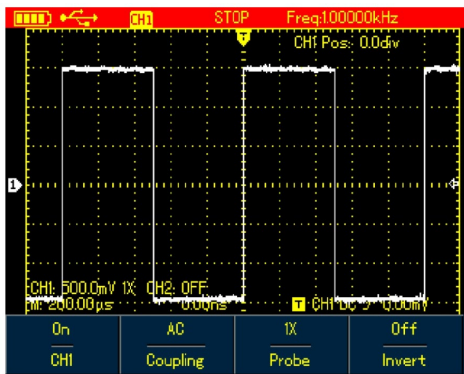 CH1 STOP Freq:1.00000kHz
T
CH1 Pos: 0.0div
1
CH1: 500.0mV 1X CH2: OFF
M: 200.00µs 0.00ns T CH1 DC 0.00mV
On AC 1X Off
CH1 Coupling Probe Invert